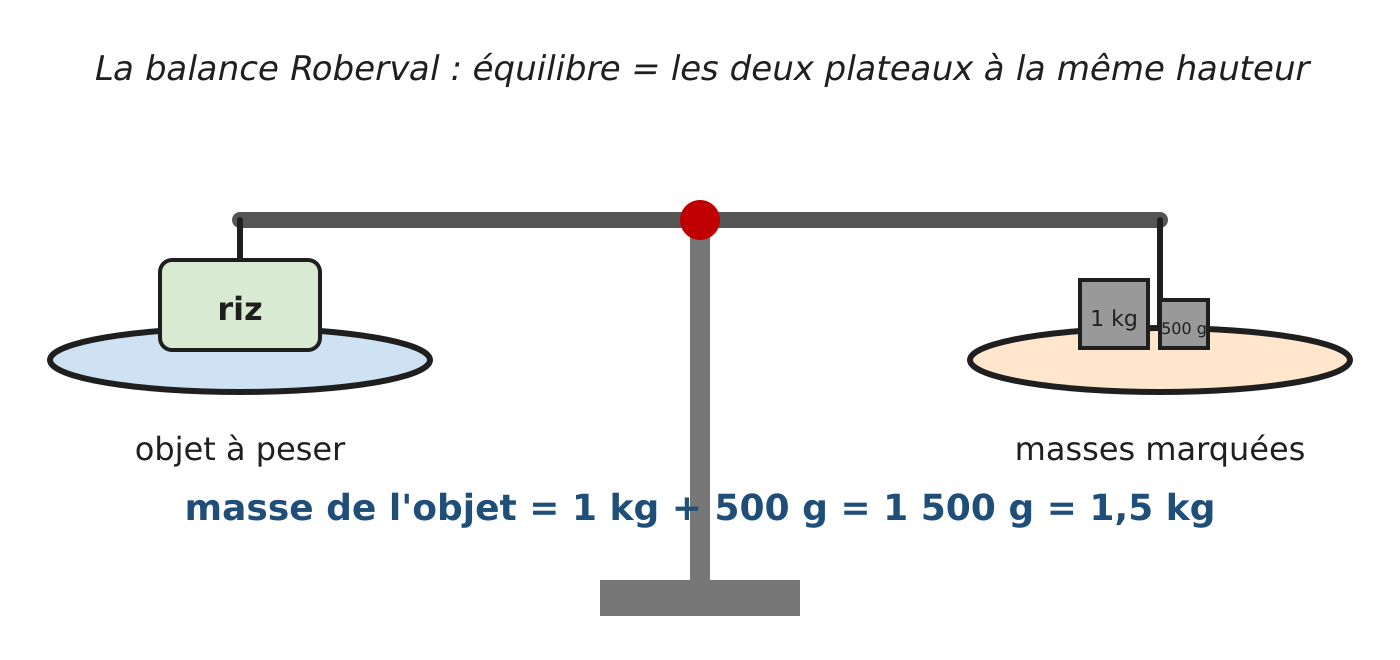 La balance Roberval : équilibre = les deux plateaux à la même hauteur
riz
1 kg
500 g
objet à peser
masses marquées
masse de l'objet = 1 kg + 500 g = 1 500 g = 1,5 kg